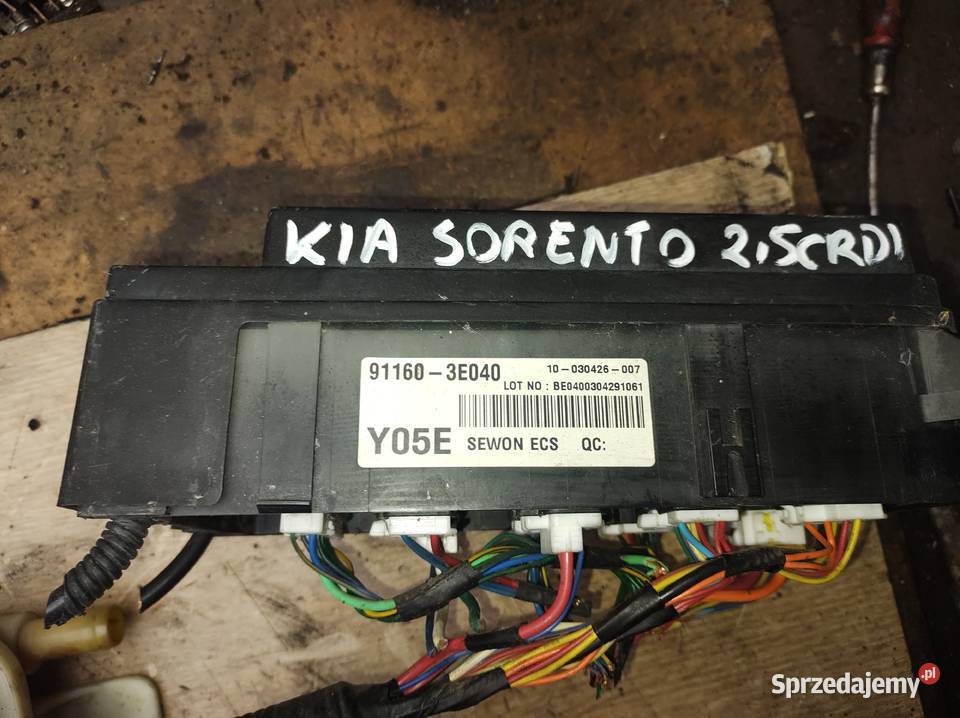 KIA SORENTO 2,5CRDI
91160-3E040 10-030426-007
LOT NO : BE0400304291061
Y05E SEWON ECS QC:
Sprzedajemy.pl